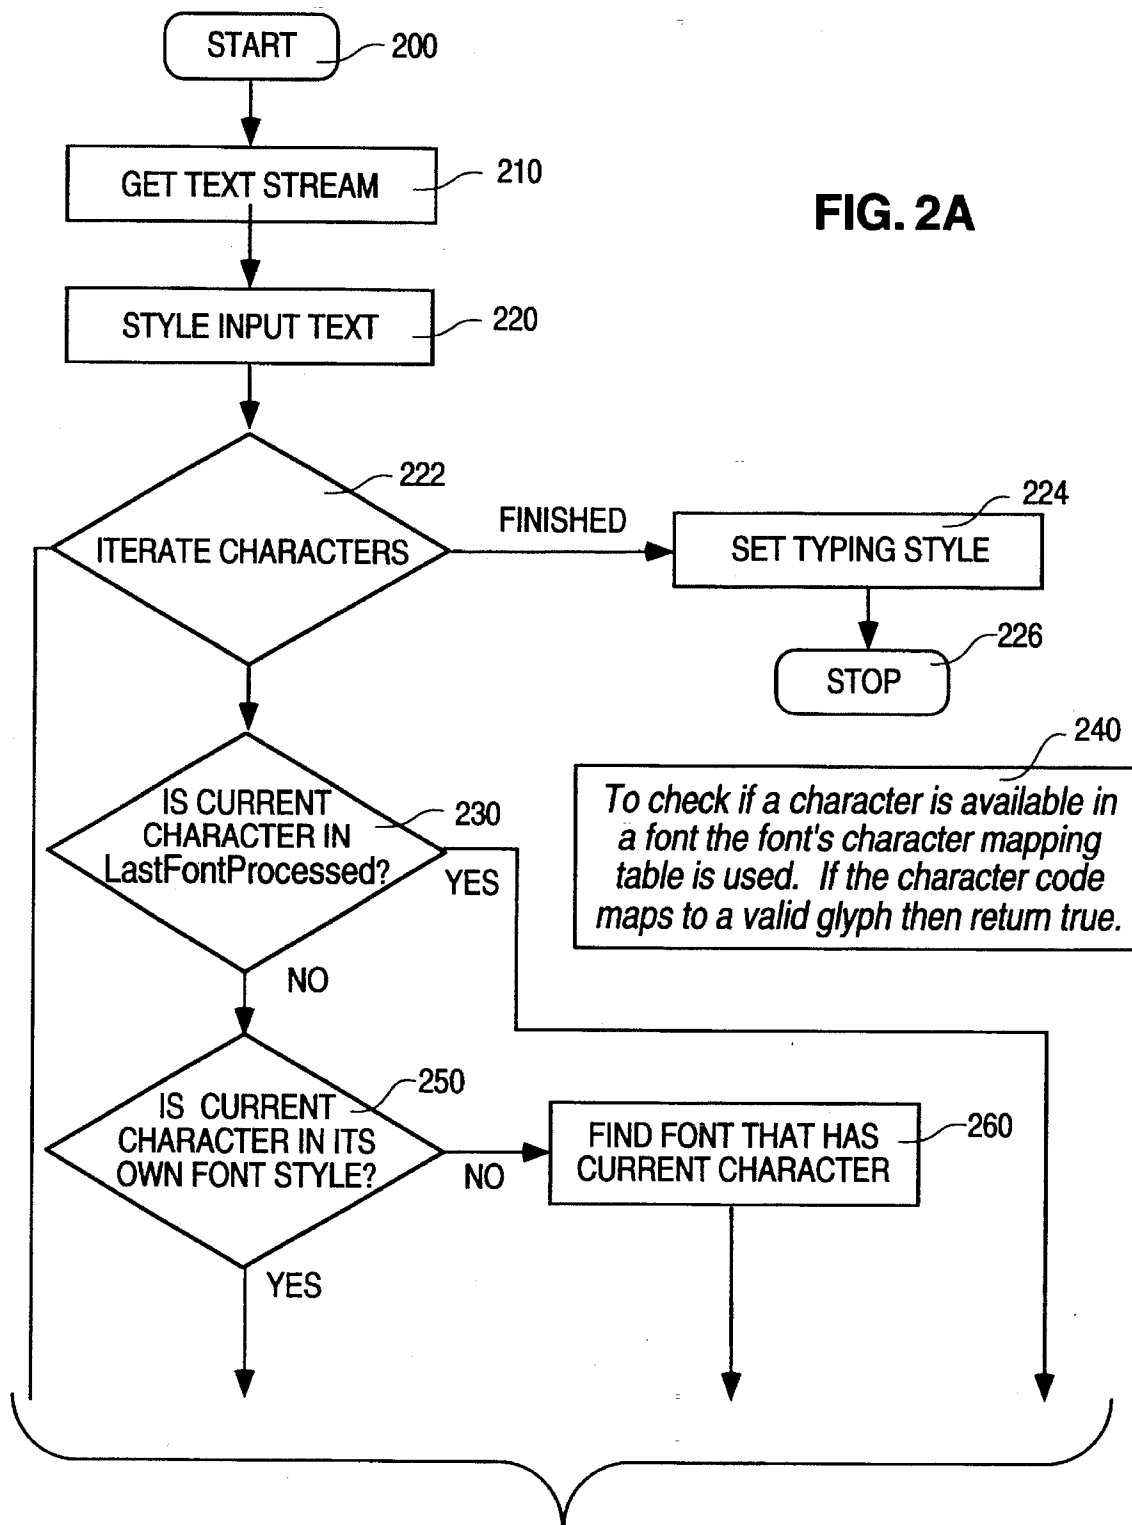 START
200
GET TEXT STREAM
210
FIG. 2A
STYLE INPUT TEXT
220
222
ITERATE CHARACTERS
FINISHED
224
SET TYPING STYLE
226
STOP
IS CURRENT
CHARACTER IN
LastFontProcessed?
230
YES
NO
240
To check if a character is available in
a font the font's character mapping
table is used. If the character code
maps to a valid glyph then return true.
IS CURRENT
CHARACTER IN ITS
OWN FONT STYLE?
250
NO
YES
FIND FONT THAT HAS
CURRENT CHARACTER
260